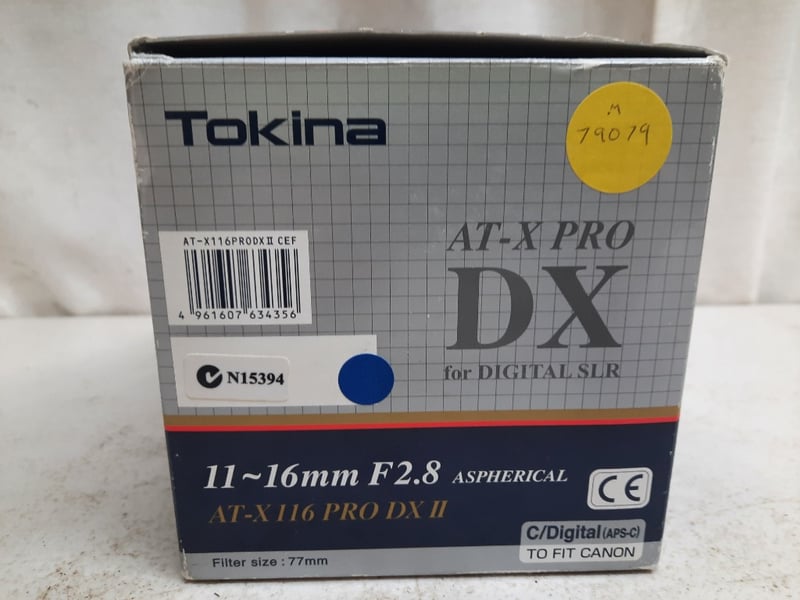 Tokina
M
79079
AT-X PRO
DX
for DIGITAL SLR
AT-X116PRODXⅡ CEF
4 961607 634356
N15394
11~16mm F2.8 ASPHERICAL
AT-X 116 PRO DX II
CE
C/Digital (APS-C)
TO FIT CANON
Filter size : 77mm